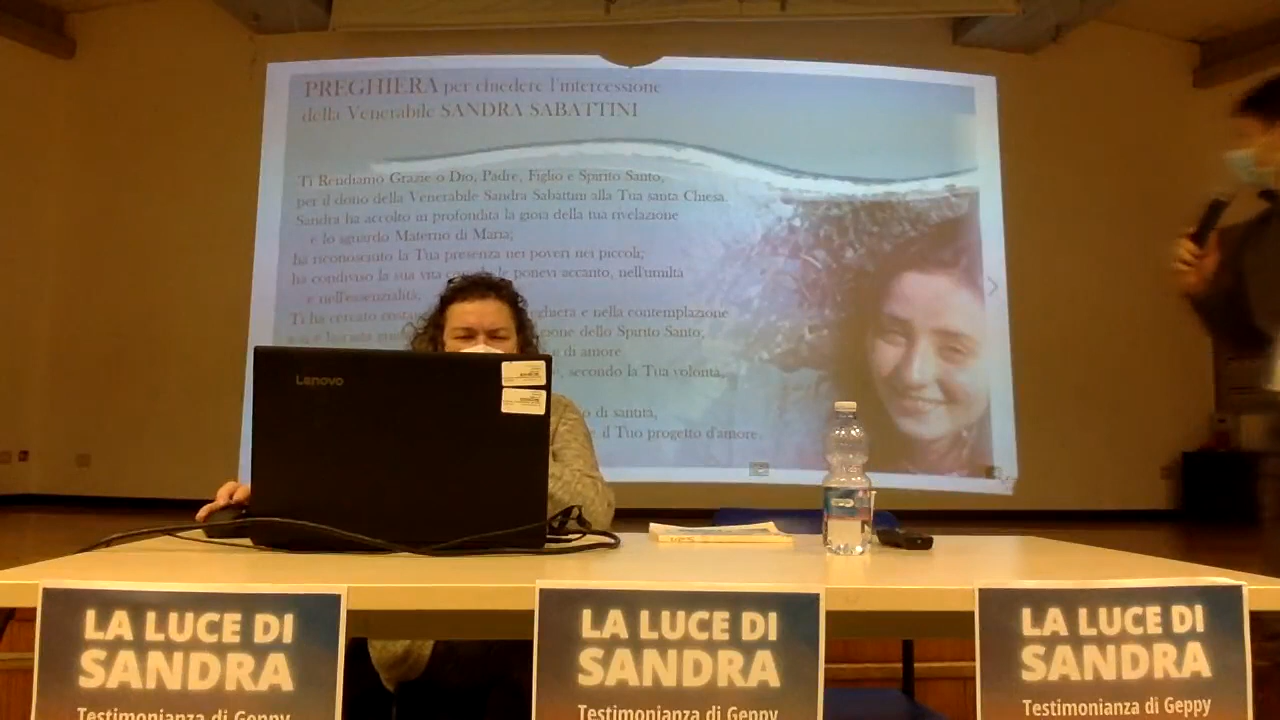 PREGHIERA per chiedere l'intercessione
della Venerabile SANDRA SABATTINI
Ti Rendiamo Grazie o Dio, Padre, Figlio e Spirito Santo,
per il dono della Venerabile Sandra Sabattini alla Tua santa Chiesa.
Sandra ha accolto in profondità la gioia della tua rivelazione
e lo sguardo Materno di Maria;
ha riconosciuto la Tua presenza nei poveri nei piccoli;
ha condiviso la sua vita le ponevi accanto, nell'umiltà
e nell'essenzialità,
Ti ha cercato e nella contemplazione
zione dello Spirito Santo,
di amore
, secondo la Tua volontà,
o di santità,
e il Tuo progetto d'amore.
Lenovo
LA LUCE DI
SANDRA
Testimonianza di Geppy
LA LUCE DI
SANDRA
Testimonianza di Geppy
LA LUCE DI
SANDRA
Testimonianza di Geppy